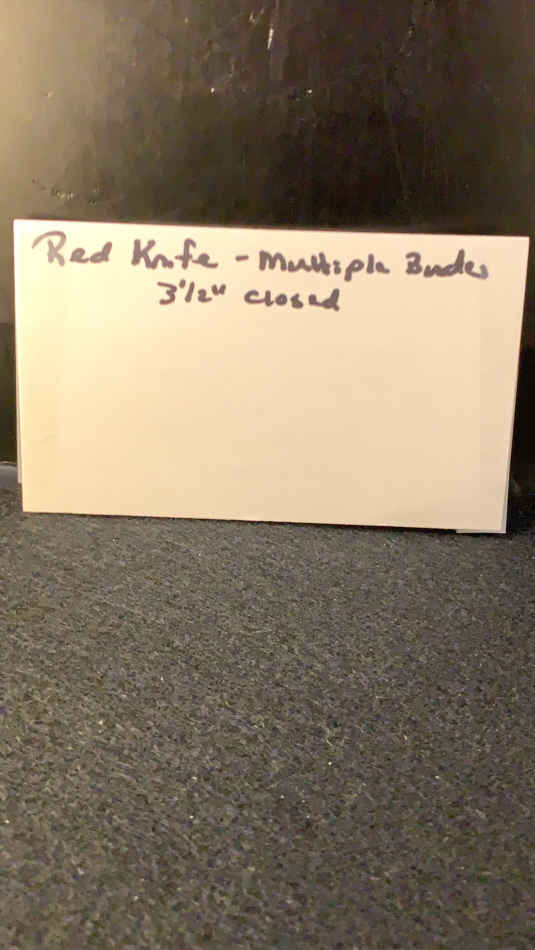 Red Knife - Multiple Blades
3 1/2" closed